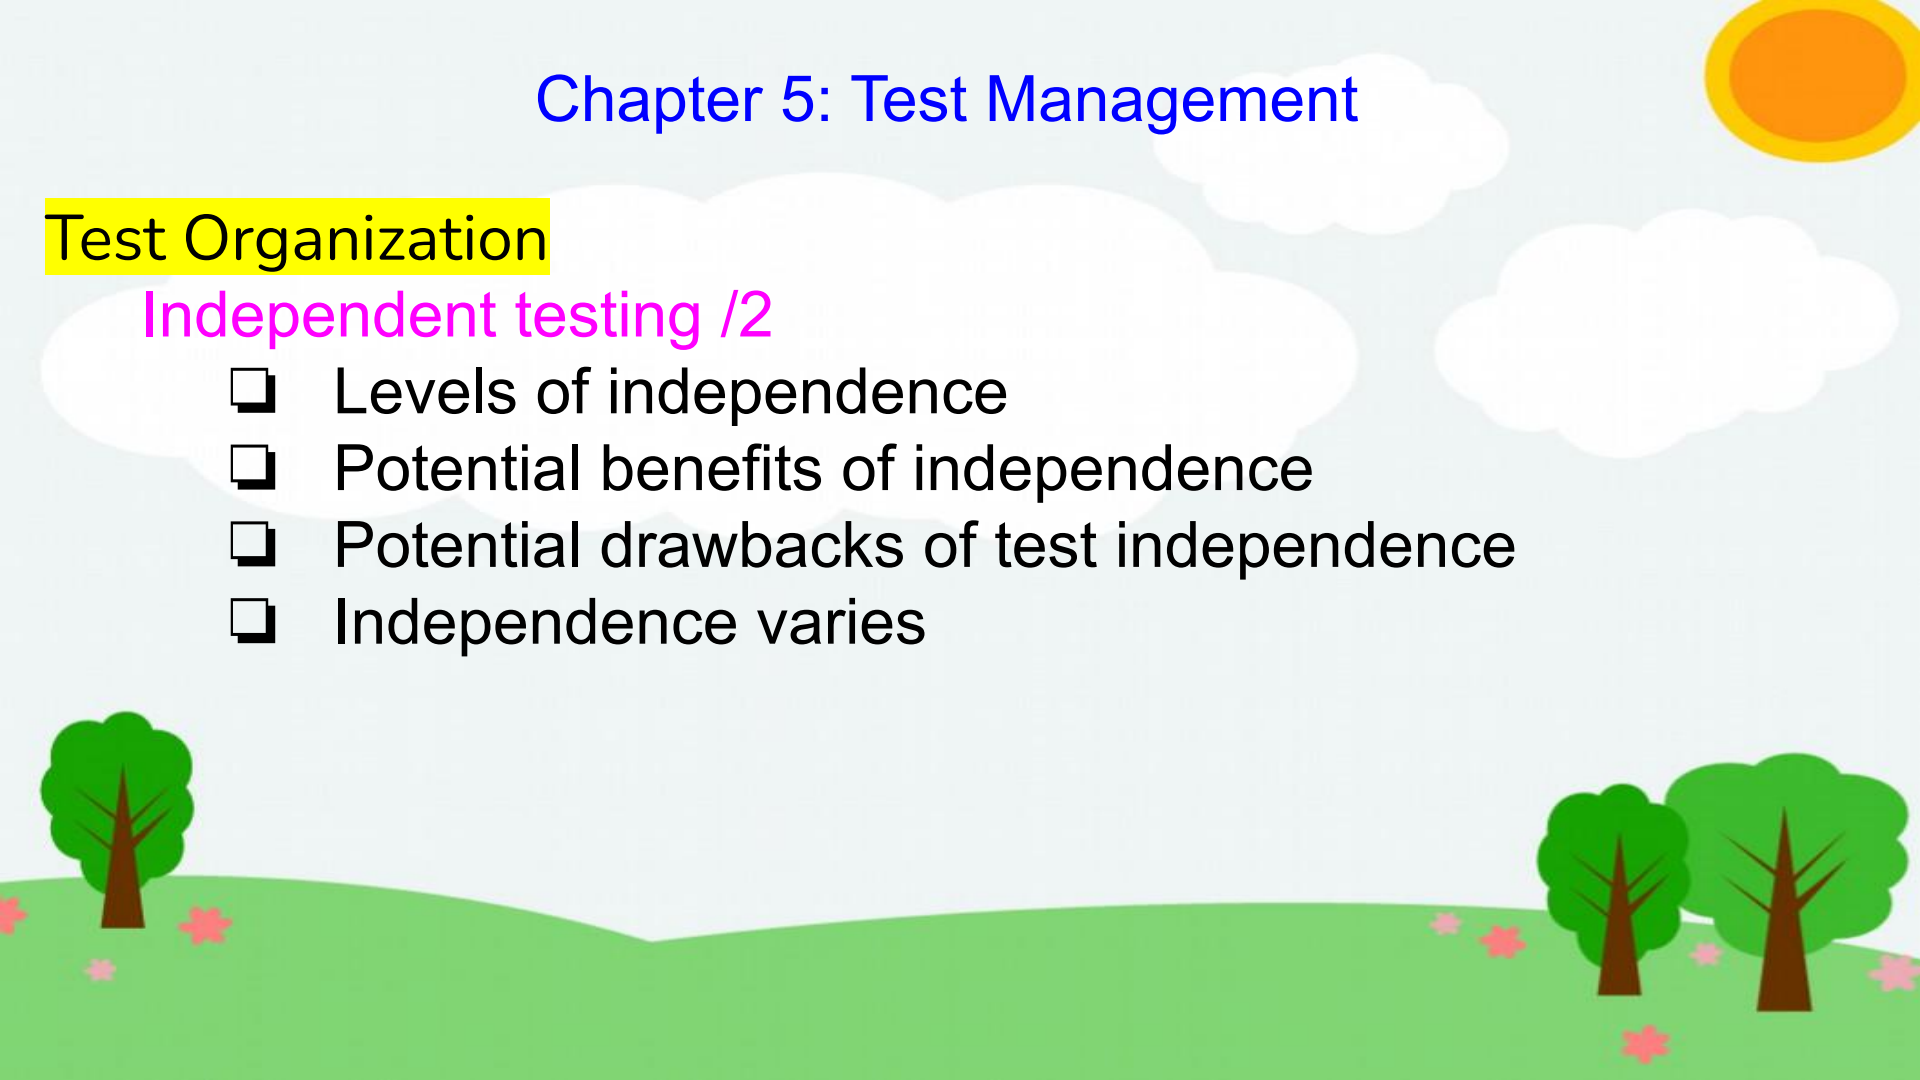 Chapter 5: Test Management
Test Organization
Independent testing /2
❏ Levels of independence
❏ Potential benefits of independence
❏ Potential drawbacks of test independence
❏ Independence varies